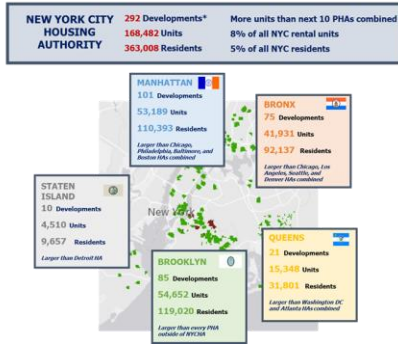 NEW YORK CITY
HOUSING
AUTHORITY
292 Developments*
168,482 Units
363,008 Residents
More units than next 10 PHAs combined
8% of all NYC rental units
5% of all NYC residents
MANHATTAN
101 Developments
53,189 Units
110,393 Residents
Larger than Chicago,
Philadelphia, Baltimore, and
Boston HAs combined
BRONX
75 Developments
41,931 Units
92,137 Residents
Larger than Chicago, Los
Angeles, Seattle, and
Denver HAs combined
STATEN
ISLAND
10 Developments
4,510 Units
9,657 Residents
Larger than Detroit HA
New York
QUEENS
21 Developments
15,348 Units
31,801 Residents
Larger than Washington DC
and Atlanta HAs combined
BROOKLYN
85 Developments
54,652 Units
119,020 Residents
Larger than every PHA
outside of NYCHA